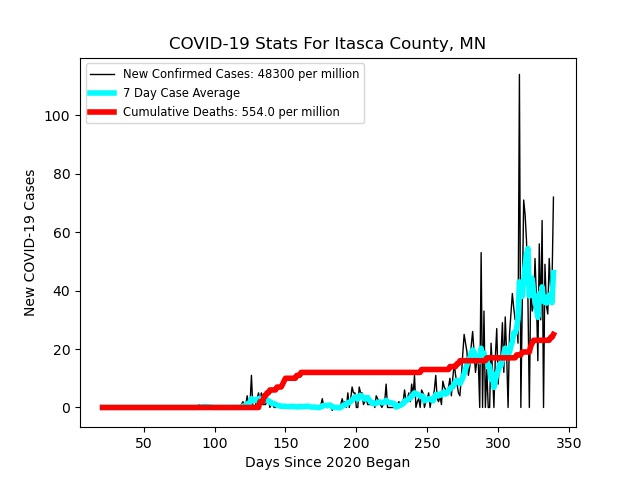 COVID-19 Stats For Itasca County, MN
New Confirmed Cases: 48300 per million
7 Day Case Average
Cumulative Deaths: 554.0 per million
New COVID-19 Cases
100
80
60
40
20
0
50
100
150
200
250
300
350
Days Since 2020 Began